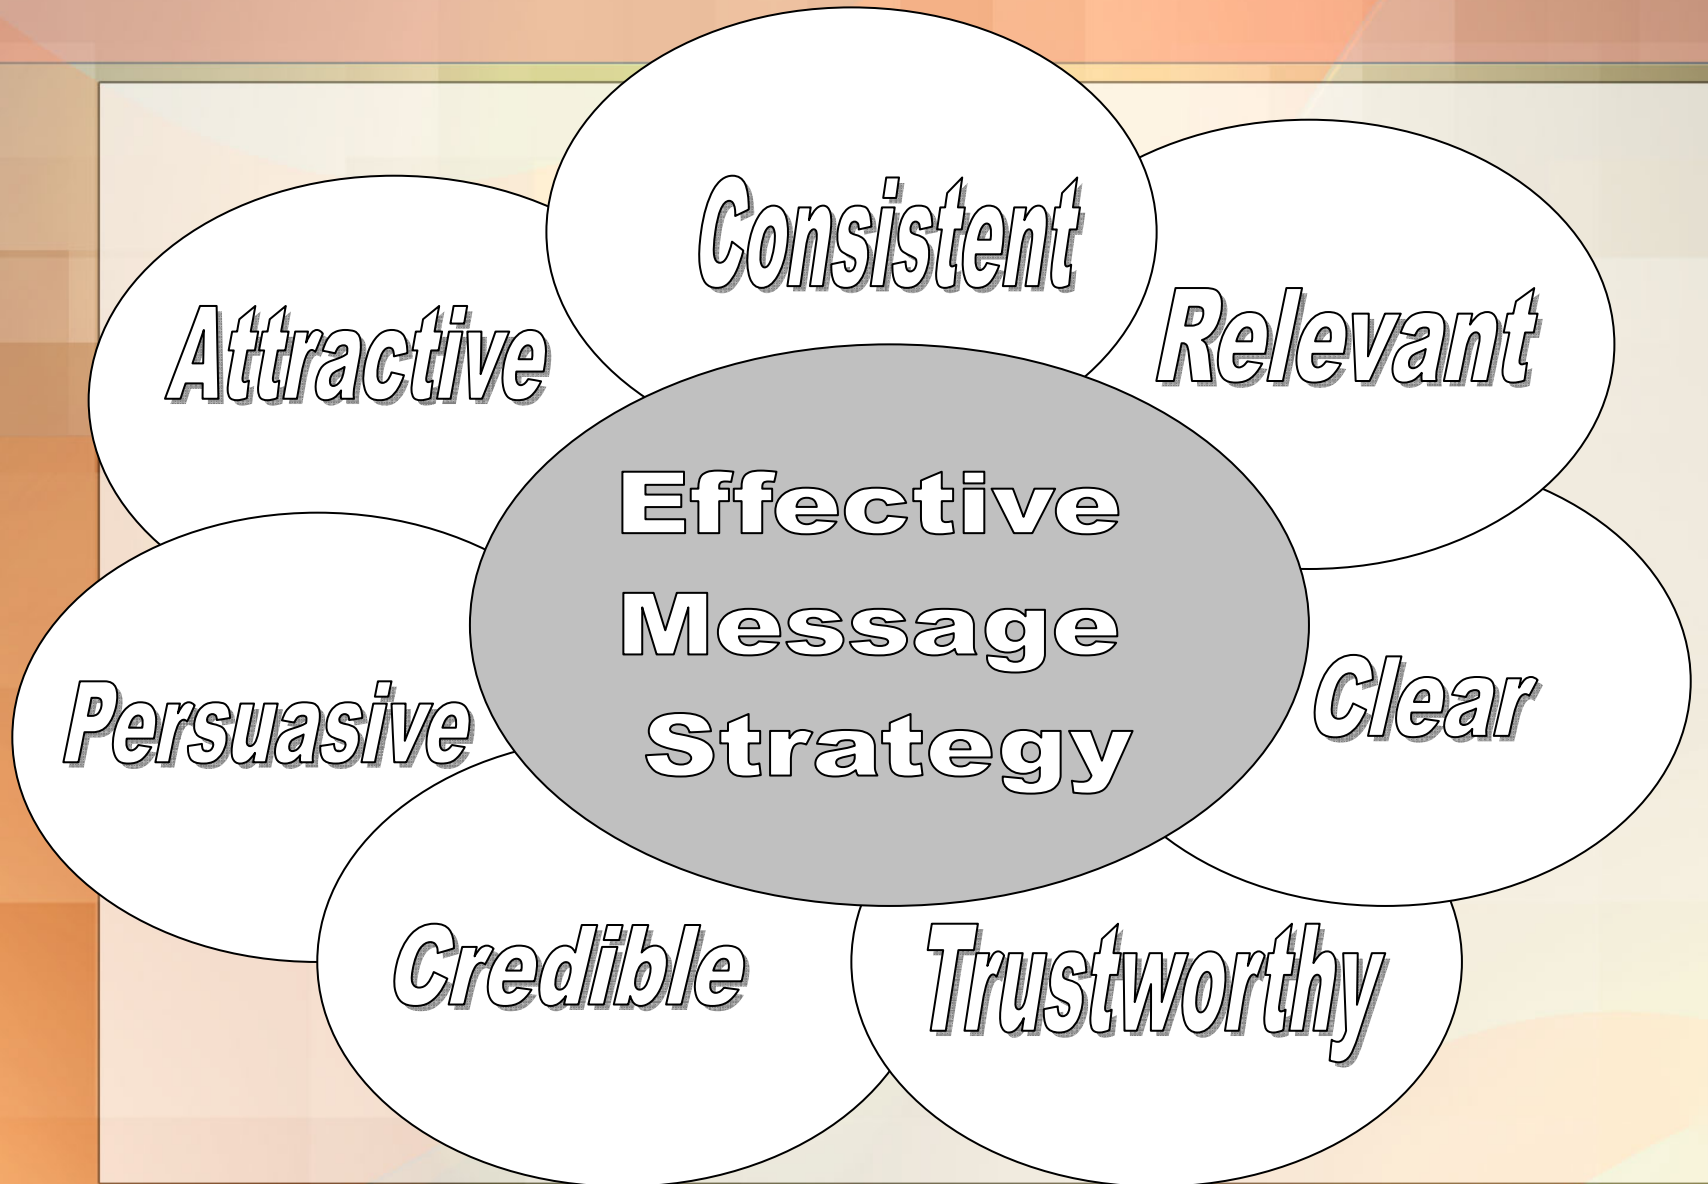 Consistent
Attractive
Relevant
Effective
Message
Strategy
Persuasive
Clear
Credible
Trustworthy